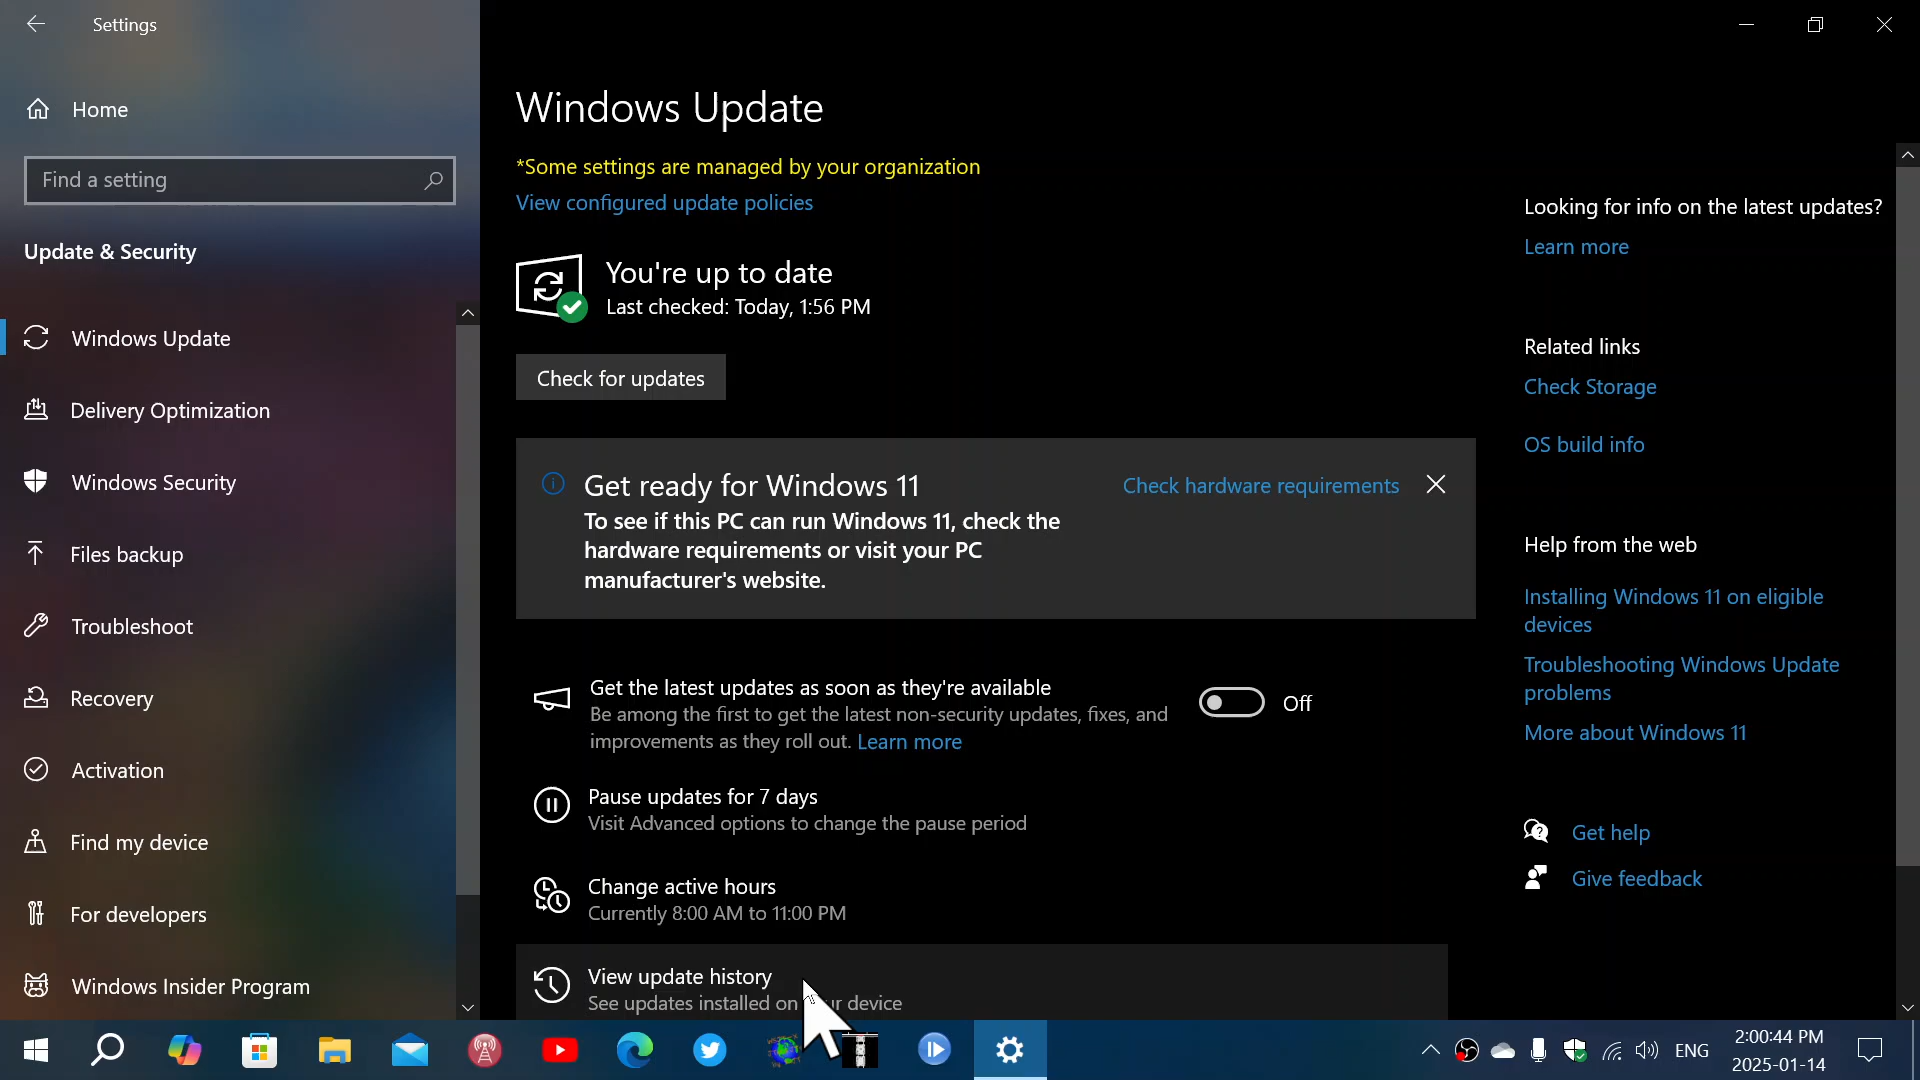 Settings
Home
Find a setting
Update & Security
Windows Update
Delivery Optimization
Windows Security
Files backup
Troubleshoot
Recovery
Activation
Find my device
For developers
Windows Insider Program
Windows Update
*Some settings are managed by your organization
View configured update policies
You're up to date
Last checked: Today, 1:56 PM
Check for updates
Get ready for Windows 11
Check hardware requirements
To see if this PC can run Windows 11, check the
hardware requirements or visit your PC
manufacturer's website.
Get the latest updates as soon as they're available
Be among the first to get the latest non-security updates, fixes, and
improvements as they roll out. Learn more
Off
Pause updates for 7 days
Visit Advanced options to change the pause period
Change active hours
Currently 8:00 AM to 11:00 PM
View update history
See updates installed on device
Looking for info on the latest updates?
Learn more
Related links
Check Storage
OS build info
Help from the web
Installing Windows 11 on eligible
devices
Troubleshooting Windows Update
problems
More about Windows 11
Get help
Give feedback
ENG
2:00:44 PM
2025-01-14